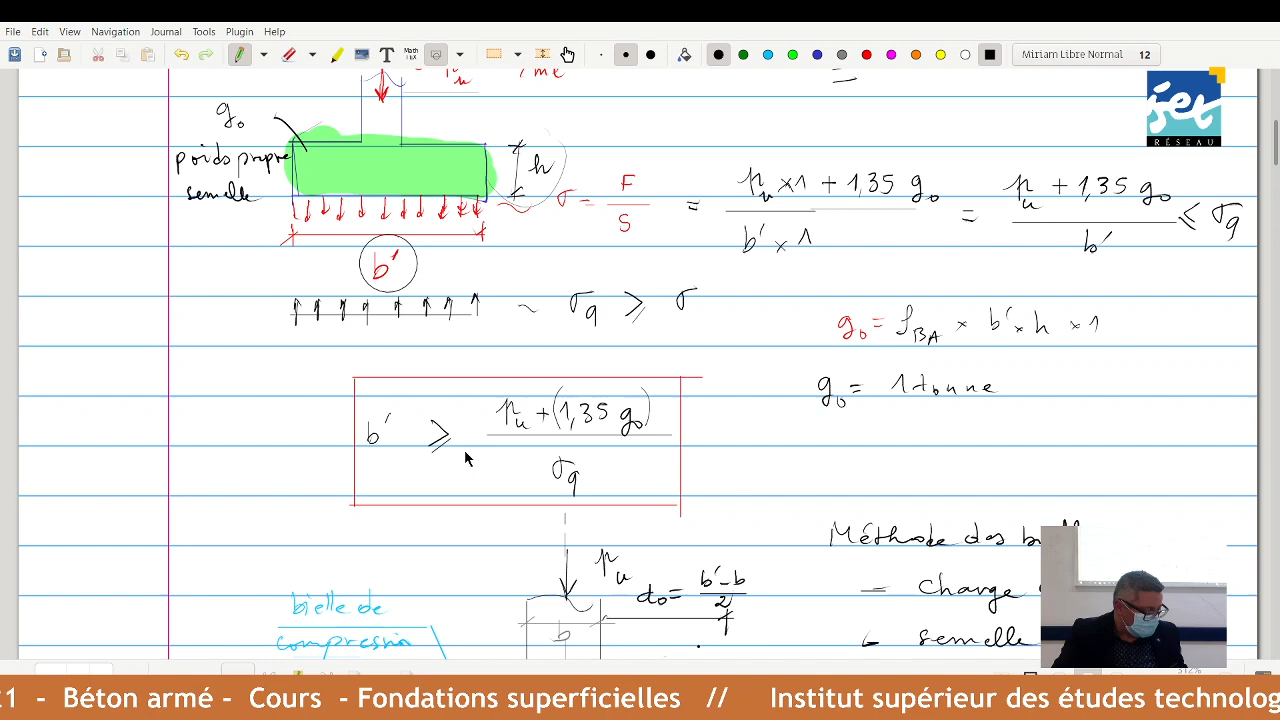 File Edit View Navigation Journal Tools Plugin Help
Miriam Libre Normal 12
g₀
poids propre
semelle
h
σ = F / S = (pu × 1 + 1,35 g₀) / (b' × 1) = (pu + 1,35 g₀) / b' ≤ σq
b'
~ σq ≥ σ
g₀ = ρBA × b' × h × 1
g₀ = 1 tonne
b' ≥ (pu + (1,35 g₀)) / σq
iset
RÉSEAU
Méthode des
pu
d₀ = (b'-b) / 2
charge
bielle de
compression
b
semelle
21 - Béton armé - Cours - Fondations superficielles // Institut supérieur des études technolog